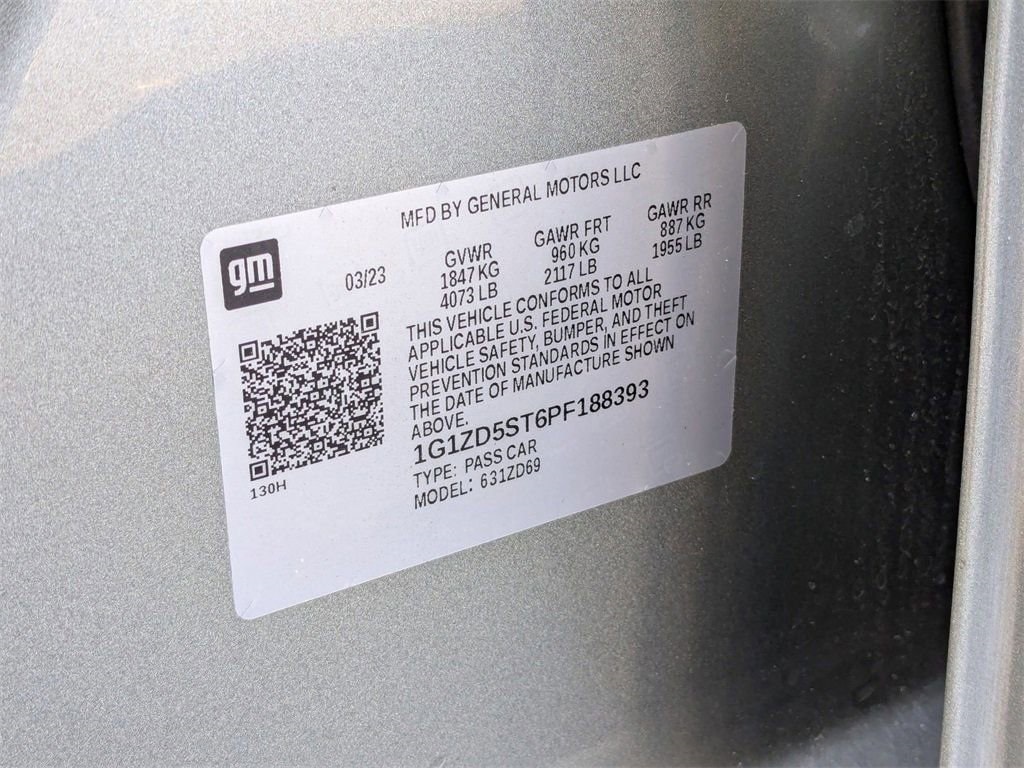 MFD BY GENERAL MOTORS LLC
gm
03/23
GVWR
1847 KG
4073 LB
GAWR FRT
960 KG
2117 LB
GAWR RR
887 KG
1955 LB
THIS VEHICLE CONFORMS TO ALL
APPLICABLE U.S. FEDERAL MOTOR
VEHICLE SAFETY, BUMPER, AND THEFT
PREVENTION STANDARDS IN EFFECT ON
THE DATE OF MANUFACTURE SHOWN
ABOVE.
1G1ZD5ST6PF188393
TYPE: PASS CAR
MODEL: 631ZD69
130H